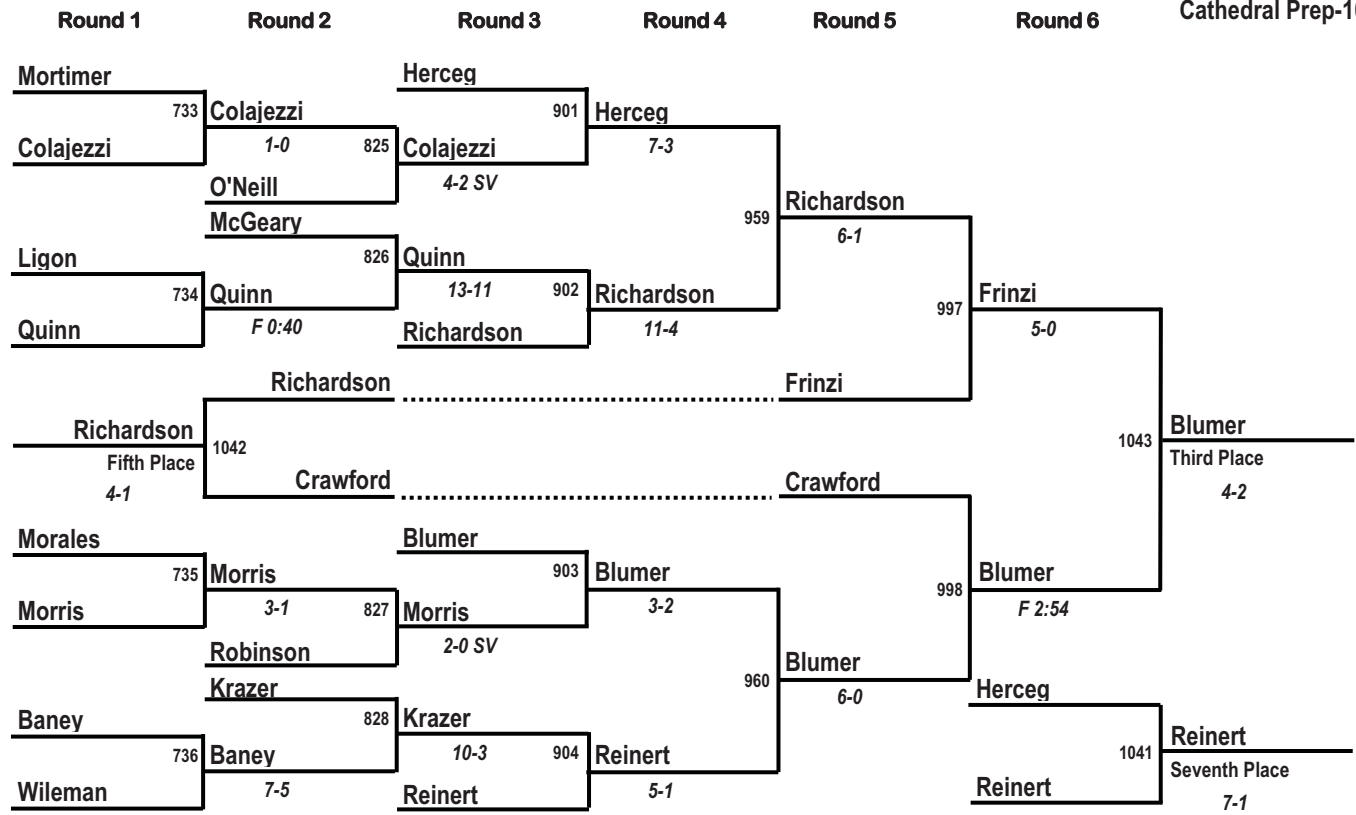 Round 1 Round 2 Round 3 Round 4 Round 5 Round 6 Cathedral Prep-10
Mortimer Herceg
733 Colajezzi 901 Herceg
Colajezzi 1-0 825 Colajezzi 7-3
O'Neill 4-2 SV
McGeary 959 Richardson
Ligon 826 Quinn 6-1
734 Quinn 13-11 902 Richardson 997 Frinzi
Quinn F 0:40 Richardson 11-4 5-0
Richardson Frinzi
Richardson 1042 1043 Blumer
Fifth Place Third Place
4-1 Crawford Crawford 4-2
Morales Blumer
735 Morris 903 Blumer 998 Blumer
Morris 3-1 827 Morris 3-2 F 2:54
Robinson 2-0 SV
Krazer 960 Blumer Herceg
Baney 828 Krazer 6-0
736 Baney 10-3 904 Reinert 1041 Reinert
Wileman 7-5 Reinert 5-1 Reinert Seventh Place
7-1